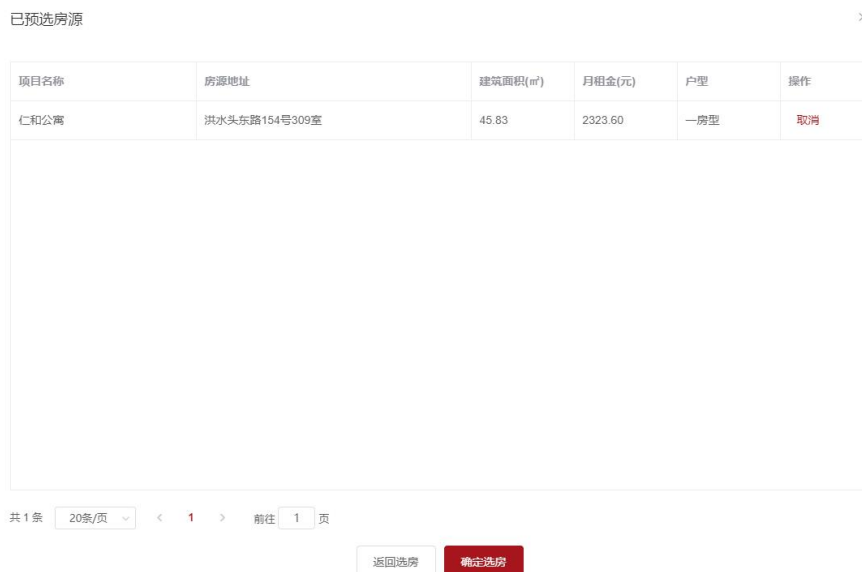 已预选房源
项目名称 房源地址 建筑面积(㎡) 月租金(元) 户型 操作
仁和公寓 洪水头东路154号309室 45.83 2323.60 一房型 取消
共 1 条 20条/页 1 前往 1 页
返回选房 确定选房